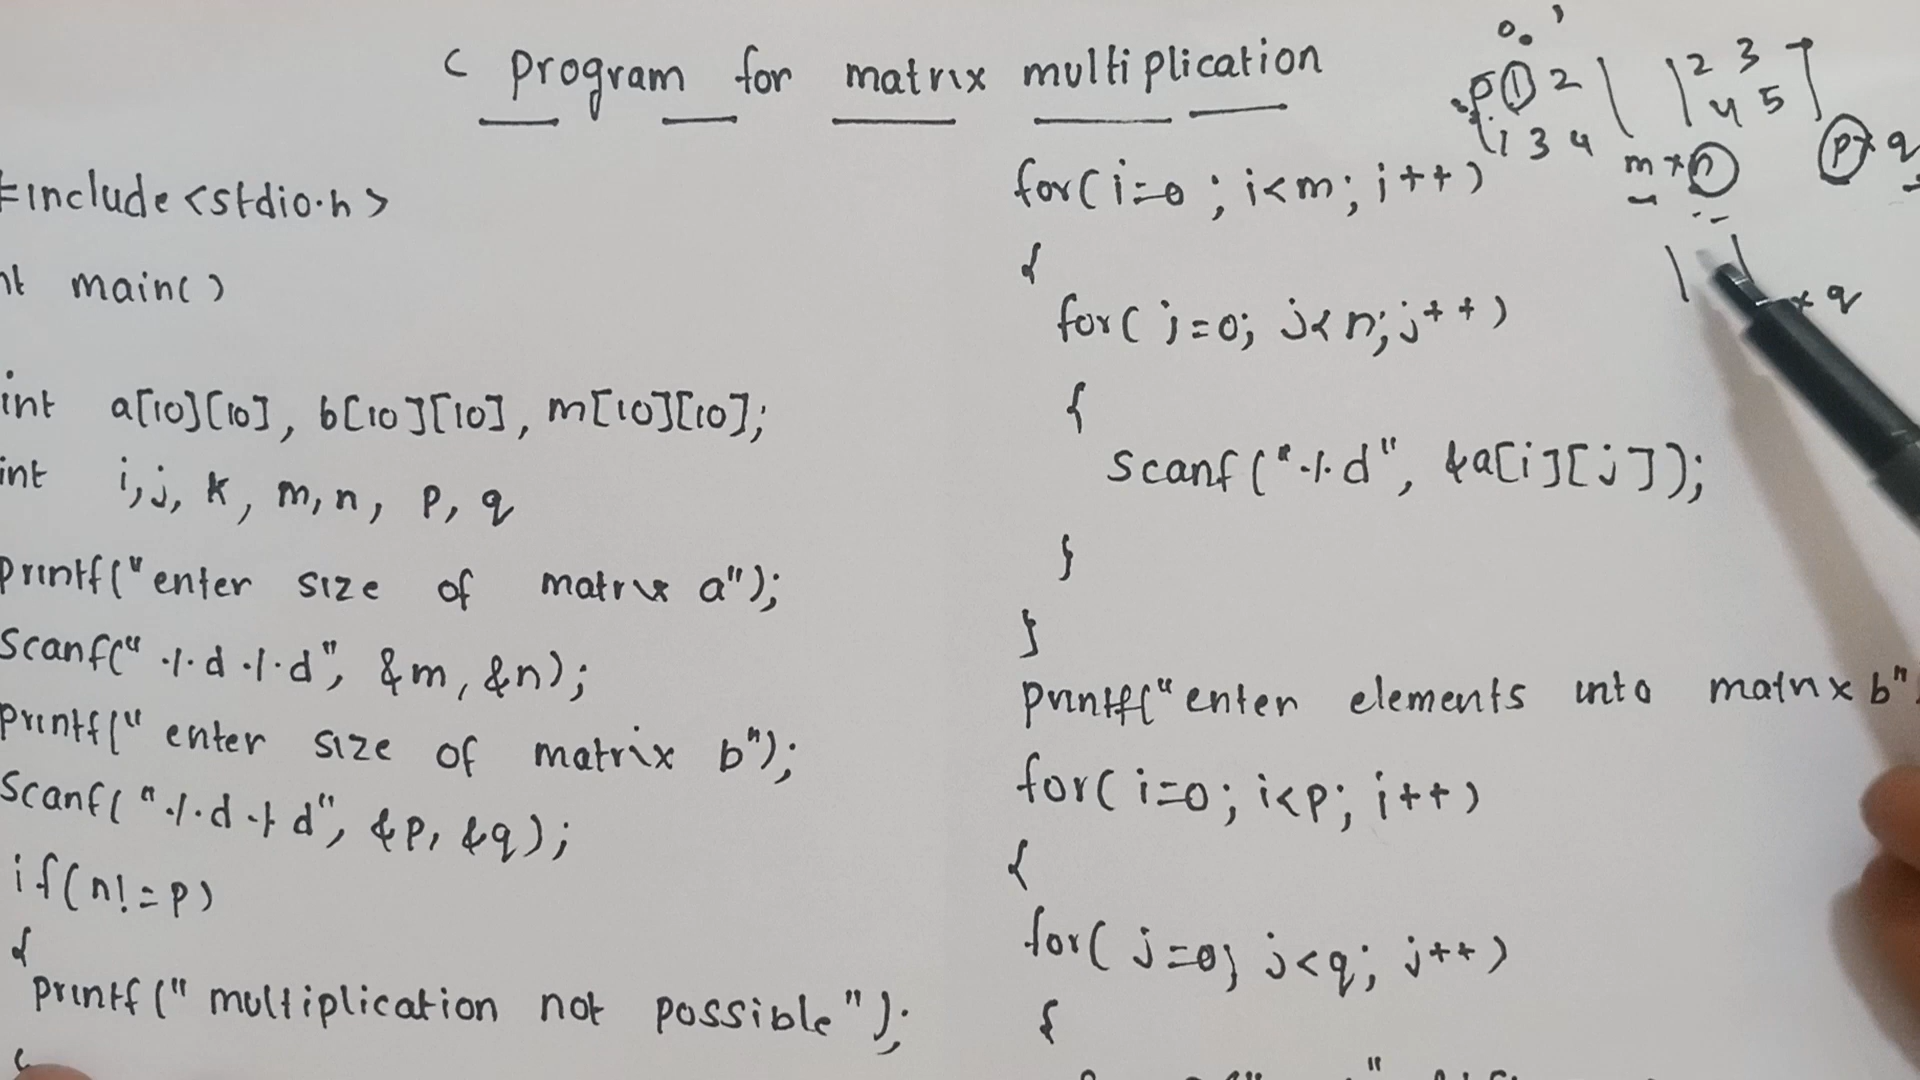 C program for matrix multiplication
#include<stdio.h>
int main()
int a[10][10], b[10][10], m[10][10];
int i,j, k, m,n, p, q
printf("enter size of matrix a");
scanf("%d%d", &m, &n);
printf("enter size of matrix b");
scanf("%d%d", &p, &q);
if(n!=p)
{
printf("multiplication not possible");
for(i=0; i<m; i++)
{
for(j=0; j<n; j++)
{
scanf("%d", &a[i][j]);
}
}
printf("enter elements into matrix b")
for(i=0; i<p; i++)
{
for(j=0; j<q; j++)
{
1 2
1 3 4
2 3
4 5
m*n
p*q
*q